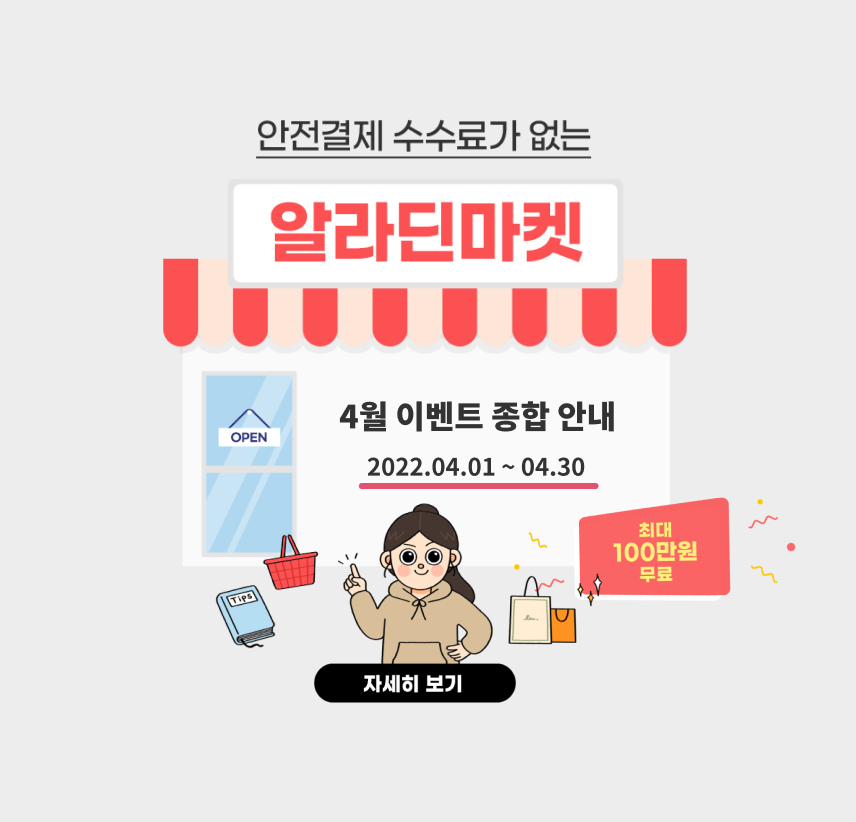 안전결제 수수료가 없는
알라딘마켓
OPEN
4월 이벤트 종합 안내
2022.04.01 ~ 04.30
최대
100만원
무료
Tips
자세히 보기